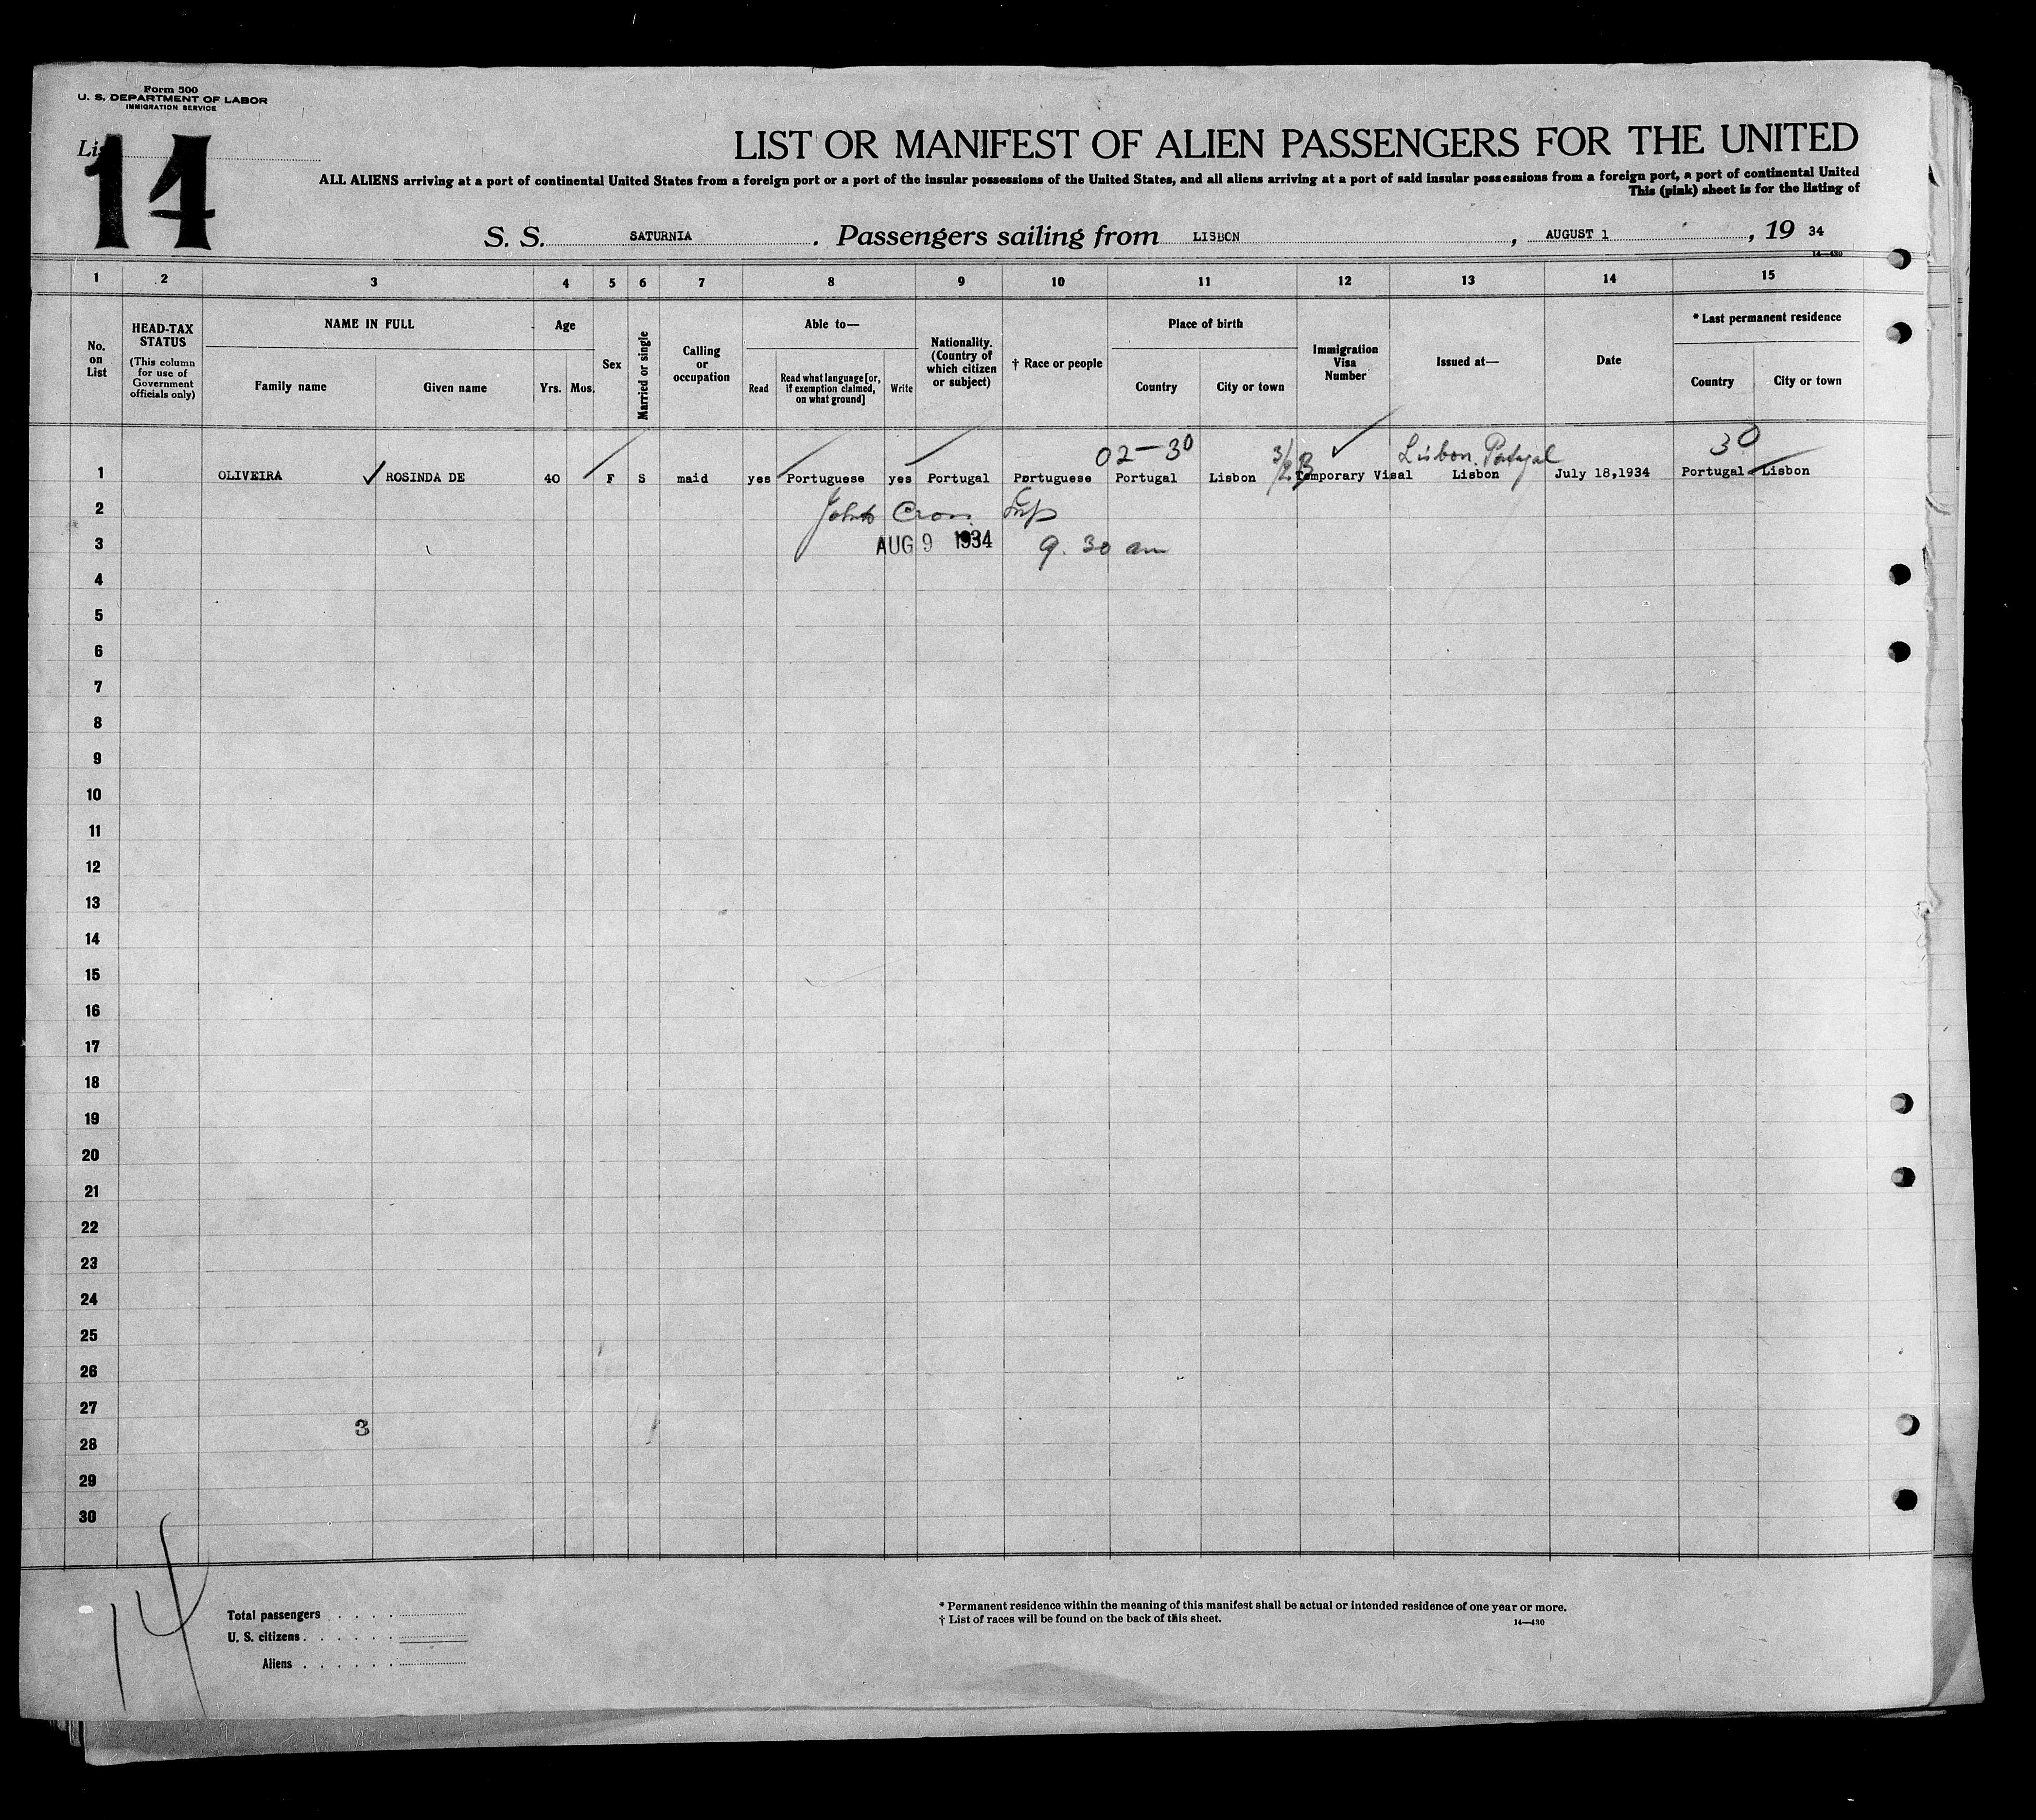 Form 500
U. S. DEPARTMENT OF LABOR
IMMIGRATION SERVICE
14
LIST OR MANIFEST OF ALIEN PASSENGERS FOR THE UNITED
ALL ALIENS arriving at a port of continental United States from a foreign port or a port of the insular possessions of the United States, and all aliens arriving at a port of said insular possessions from a foreign port, a port of continental United
This (pink) sheet is for the listing of
S. S. SATURNIA . Passengers sailing from LISBON , AUGUST 1 , 19 34
14—430
1 2 3 4 5 6 7 8 9 10 11 12 13 14 15
No. on List
HEAD-TAX STATUS
(This column for use of Government officials only)
NAME IN FULL
Family name
Given name
Age
Yrs. Mos.
Sex
Married or single
Calling or occupation
Able to—
Read
Read what language [or, if exemption claimed, on what ground]
Write
Nationality. (Country of which citizen or subject)
† Race or people
Place of birth
Country
City or town
Immigration Visa Number
Issued at—
Date
* Last permanent residence
Country
City or town
02-30 Lisbon, Portugal 30
1 OLIVEIRA ROSINDA DE 40 F S maid yes Portuguese yes Portugal Portuguese Portugal Lisbon Temporary Visal Lisbon July 18,1934 Portugal Lisbon
2 John
3 AUG 9 1934 9. 30 am
4
5
6
7
8
9
10
11
12
13
14
15
16
17
18
19
20
21
22
23
24
25
26
27
3
28
29
30
14
Total passengers
U. S. citizens
Aliens
* Permanent residence within the meaning of this manifest shall be actual or intended residence of one year or more.
† List of races will be found on the back of this sheet.
14—430